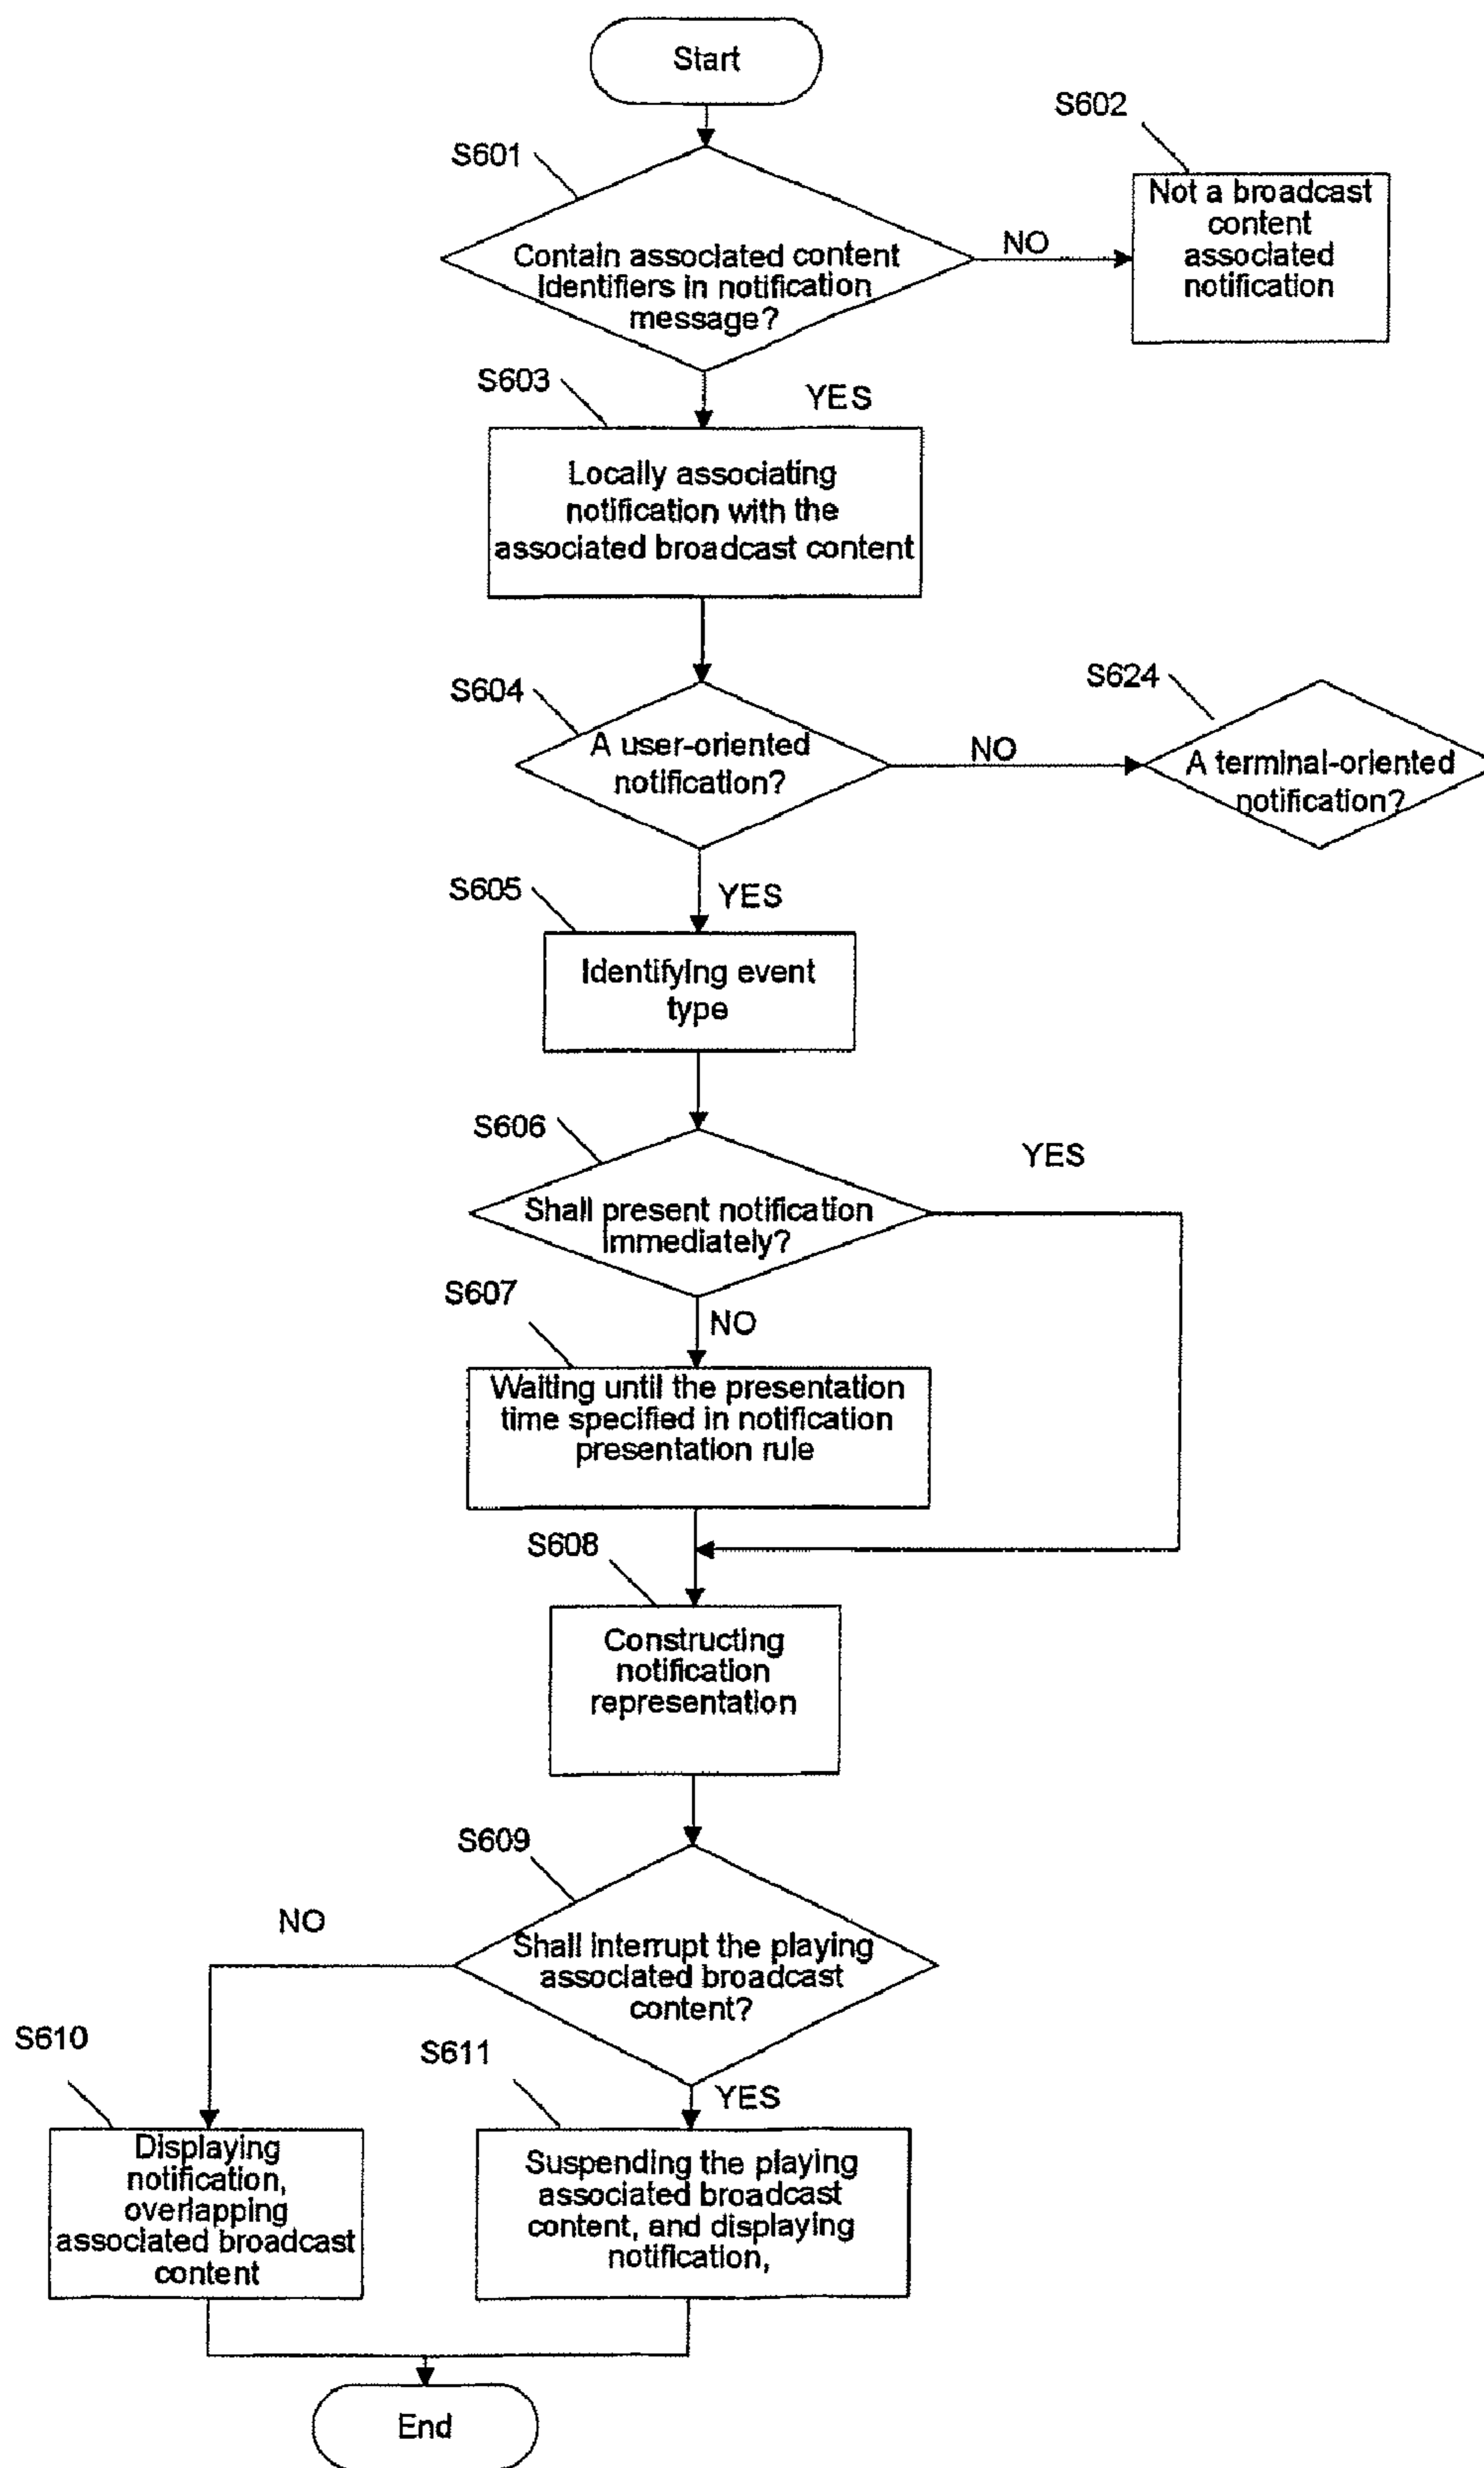 Start
S601
S602
Contain associated content
Identifiers in notification
message?
NO
Not a broadcast
content
associated
notification
S603
YES
Locally associating
notification with the
associated broadcast content
S604
A user-oriented
notification?
NO
S624
A terminal-oriented
notification?
S605
YES
Identifying event
type
S606
YES
Shall present notification
immediately?
S607
NO
Waiting until the presentation
time specified in notification
presentation rule
S608
Constructing
notification
representation
S609
NO
Shall interrupt the playing
associated broadcast
content?
S610
S611
YES
Displaying
notification,
overlapping
associated broadcast
content
Suspending the playing
associated broadcast
content, and displaying
notification,
End